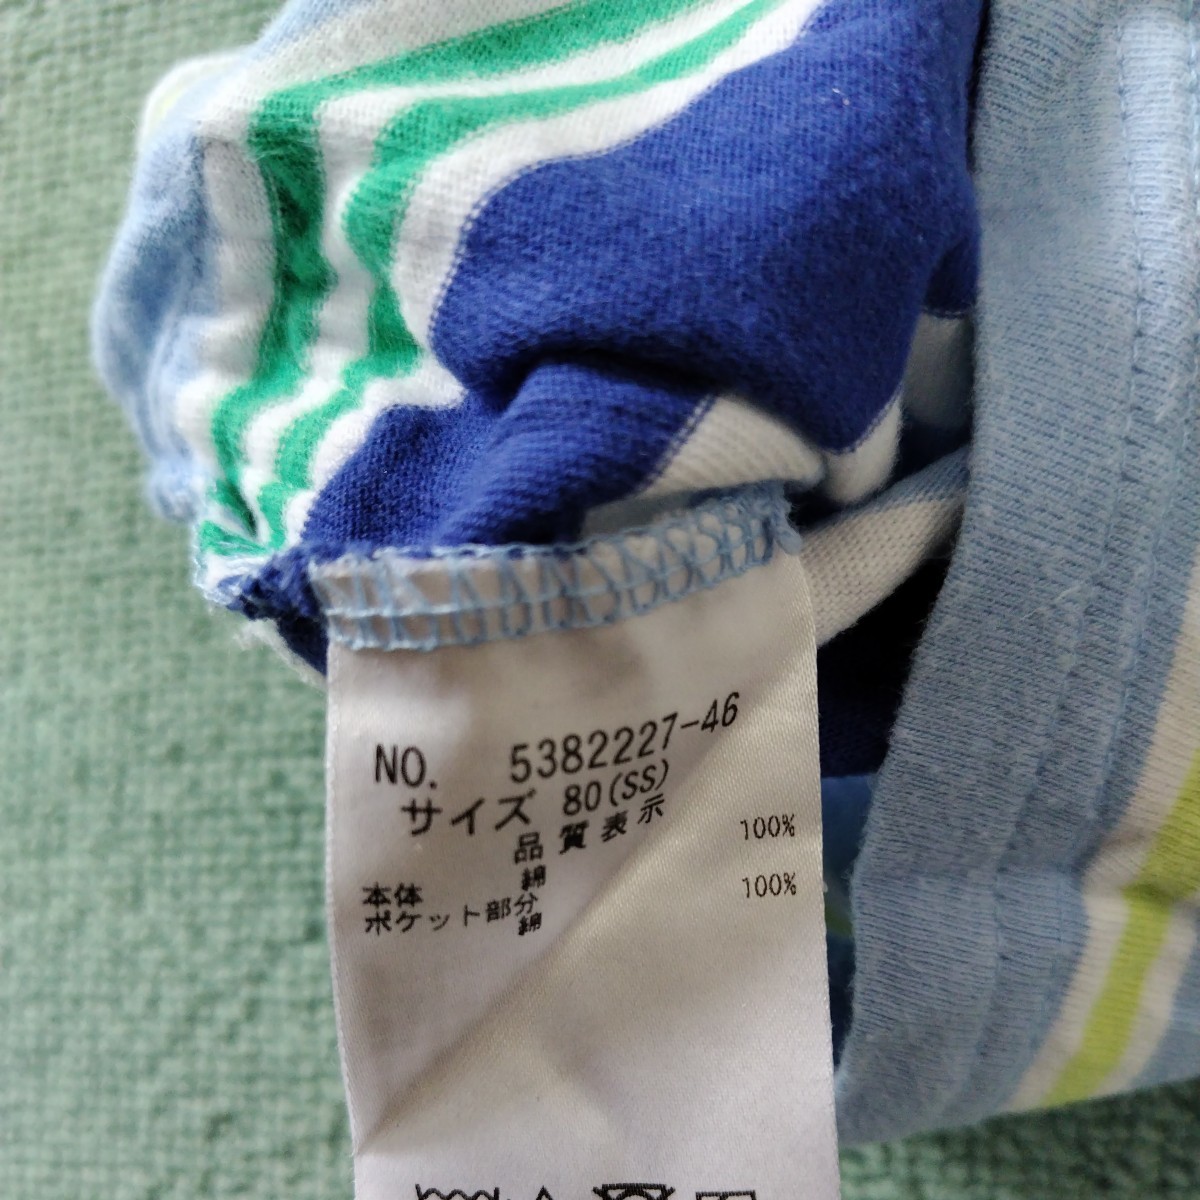 NO. 5382227-46
サイズ 80(SS)
品質表示
本体 綿 100%
ポケット部分 綿 100%